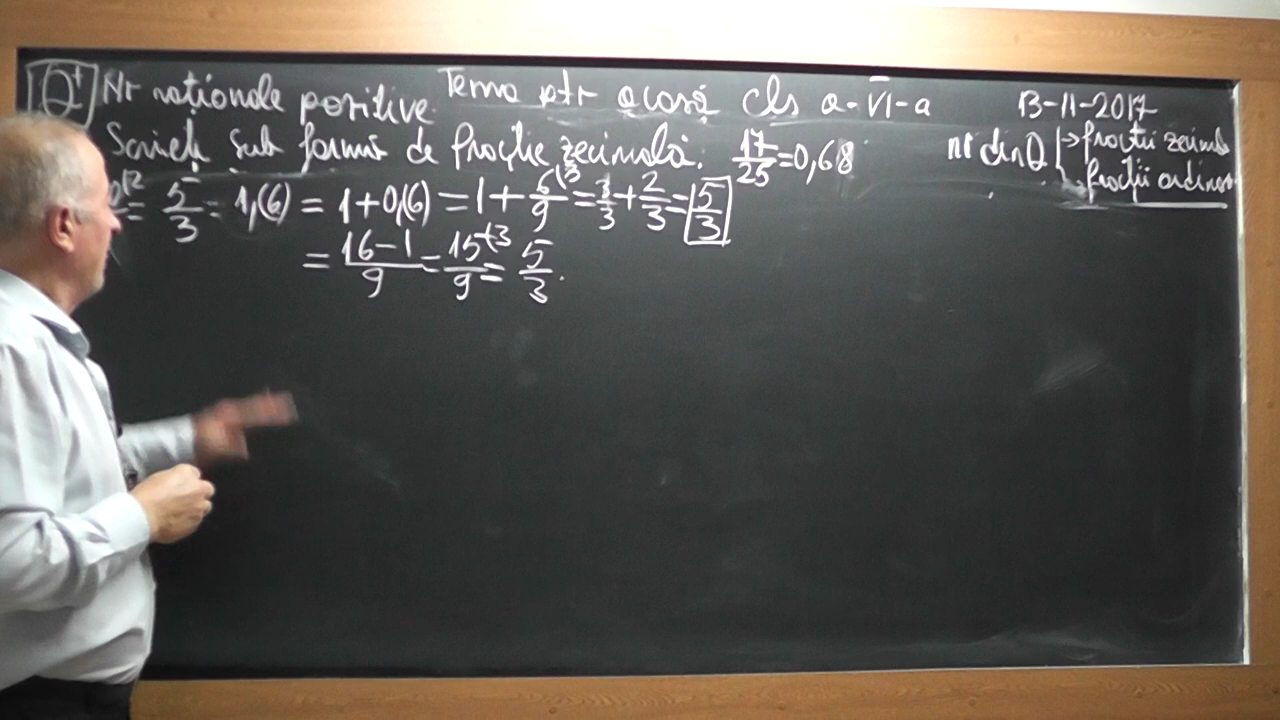 Q+ Nr raționale pozitive. Tema ptr acasă cls a-VI-a 13-11-2017
Scrieți sub formă de fracție zecimală: 17/25=0,68
nr din Q → fracții zecimale
→ fracții ordinare
= 5/3 = 1,(6) = 1+0,(6) = 1+6/9 (3 = 3/3+2/3=5/3
= 16-1/9 = 15/9 (3 = 5/3.